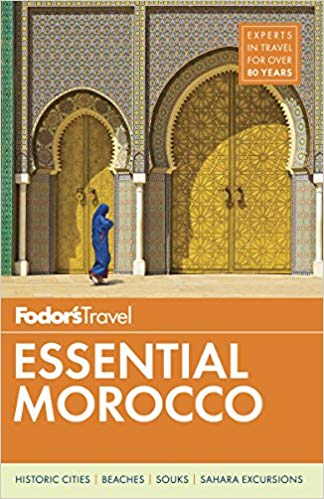 EXPERTS
IN TRAVEL
FOR OVER
80 YEARS
Fodor'sTravel
ESSENTIAL
MOROCCO
HISTORIC CITIES | BEACHES | SOUKS | SAHARA EXCURSIONS